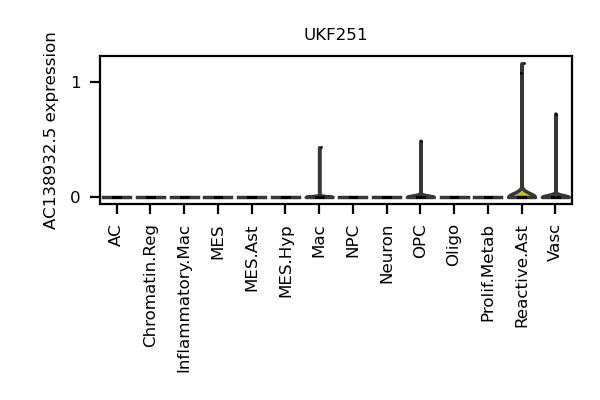 UKF251
AC138932.5 expression
1
0
AC
Chromatin.Reg
Inflammatory.Mac
MES
MES.Ast
MES.Hyp
Mac
NPC
Neuron
OPC
Oligo
Prolif.Metab
Reactive.Ast
Vasc